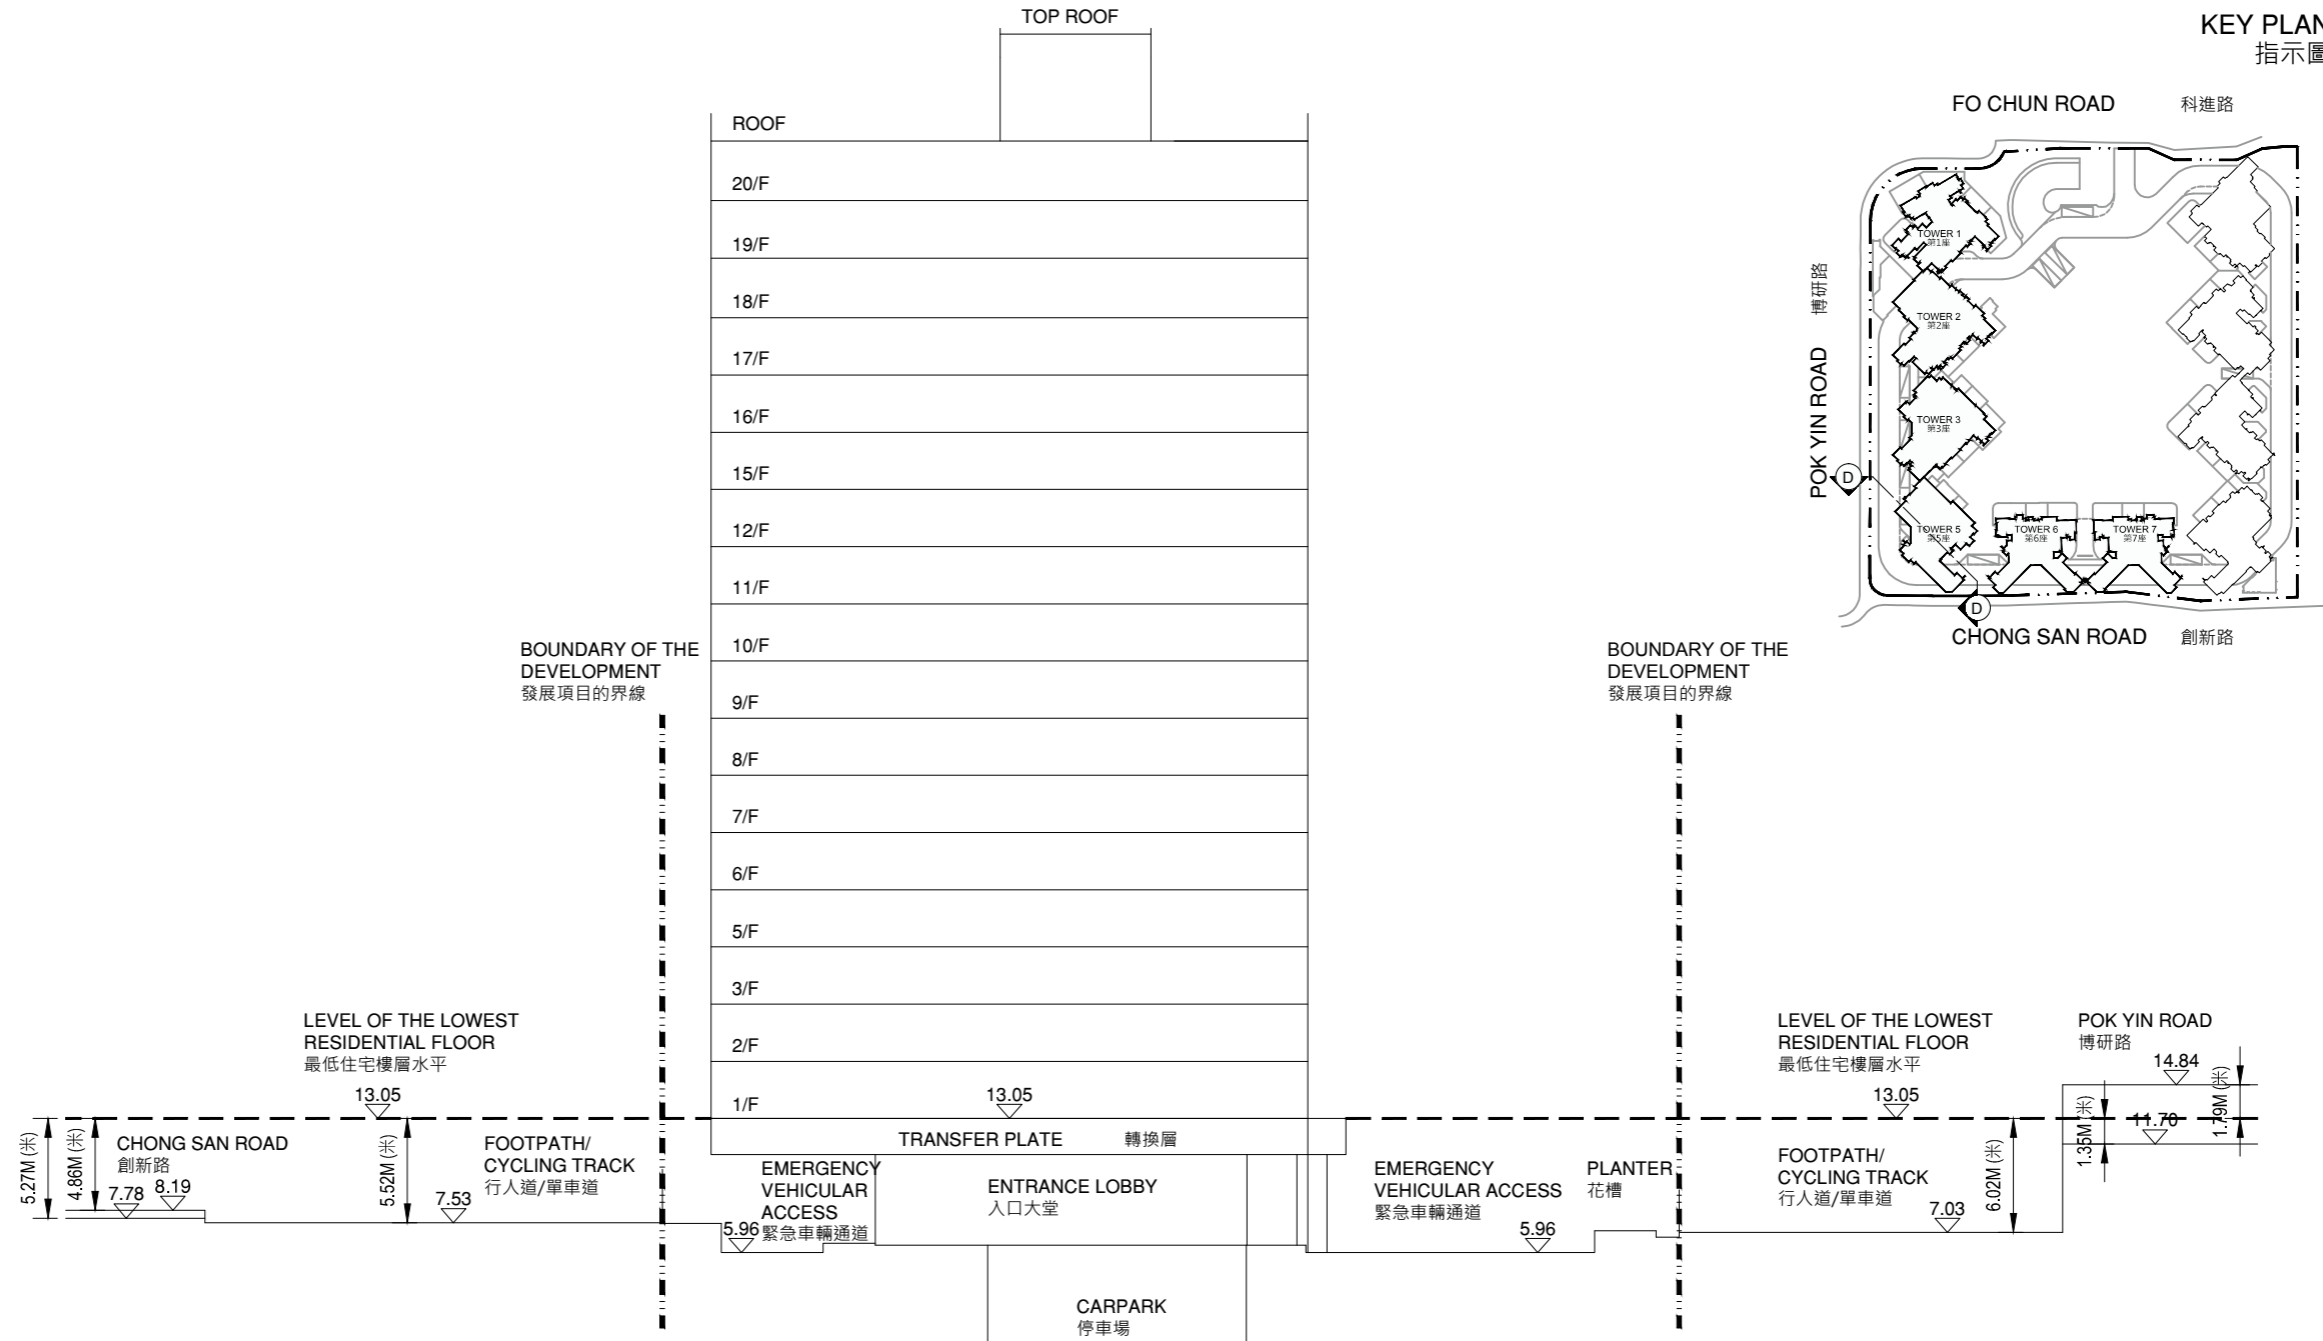 TOP ROOF
KEY PLAN
指示圖
FO CHUN ROAD 科進路
ROOF
20/F
19/F
18/F
17/F
16/F
15/F
12/F
11/F
10/F
9/F
8/F
7/F
6/F
5/F
3/F
2/F
1/F
TOWER 1
第1座
TOWER 2
第2座
TOWER 3
第3座
TOWER 5
第5座
TOWER 6
第6座
TOWER 7
第7座
POK YIN ROAD 博研路
D
D
CHONG SAN ROAD 創新路
BOUNDARY OF THE
DEVELOPMENT
發展項目的界線
BOUNDARY OF THE
DEVELOPMENT
發展項目的界線
LEVEL OF THE LOWEST
RESIDENTIAL FLOOR
最低住宅樓層水平
13.05
5.27M (米)
4.86M (米)
CHONG SAN ROAD
創新路
7.78
8.19
5.52M (米)
FOOTPATH/
CYCLING TRACK
行人道/單車道
7.53
13.05
TRANSFER PLATE 轉換層
EMERGENCY
VEHICULAR
ACCESS
緊急車輛通道
5.96
ENTRANCE LOBBY
入口大堂
CARPARK
停車場
EMERGENCY
VEHICULAR ACCESS
緊急車輛通道
5.96
PLANTER
花槽
LEVEL OF THE LOWEST
RESIDENTIAL FLOOR
最低住宅樓層水平
13.05
FOOTPATH/
CYCLING TRACK
行人道/單車道
7.03
6.02M (米)
POK YIN ROAD
博研路
14.84
11.70
1.35M (米)
1.79M (米)